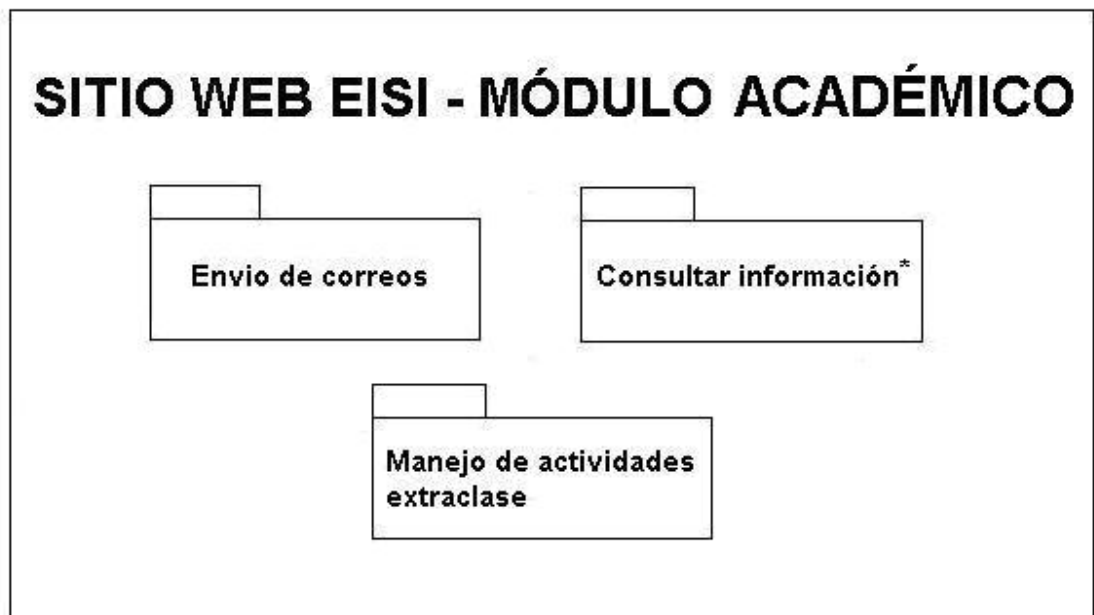 SITIO WEB EISI - MÓDULO ACADÉMICO
Envio de correos
Consultar información*
Manejo de actividades
extraclase